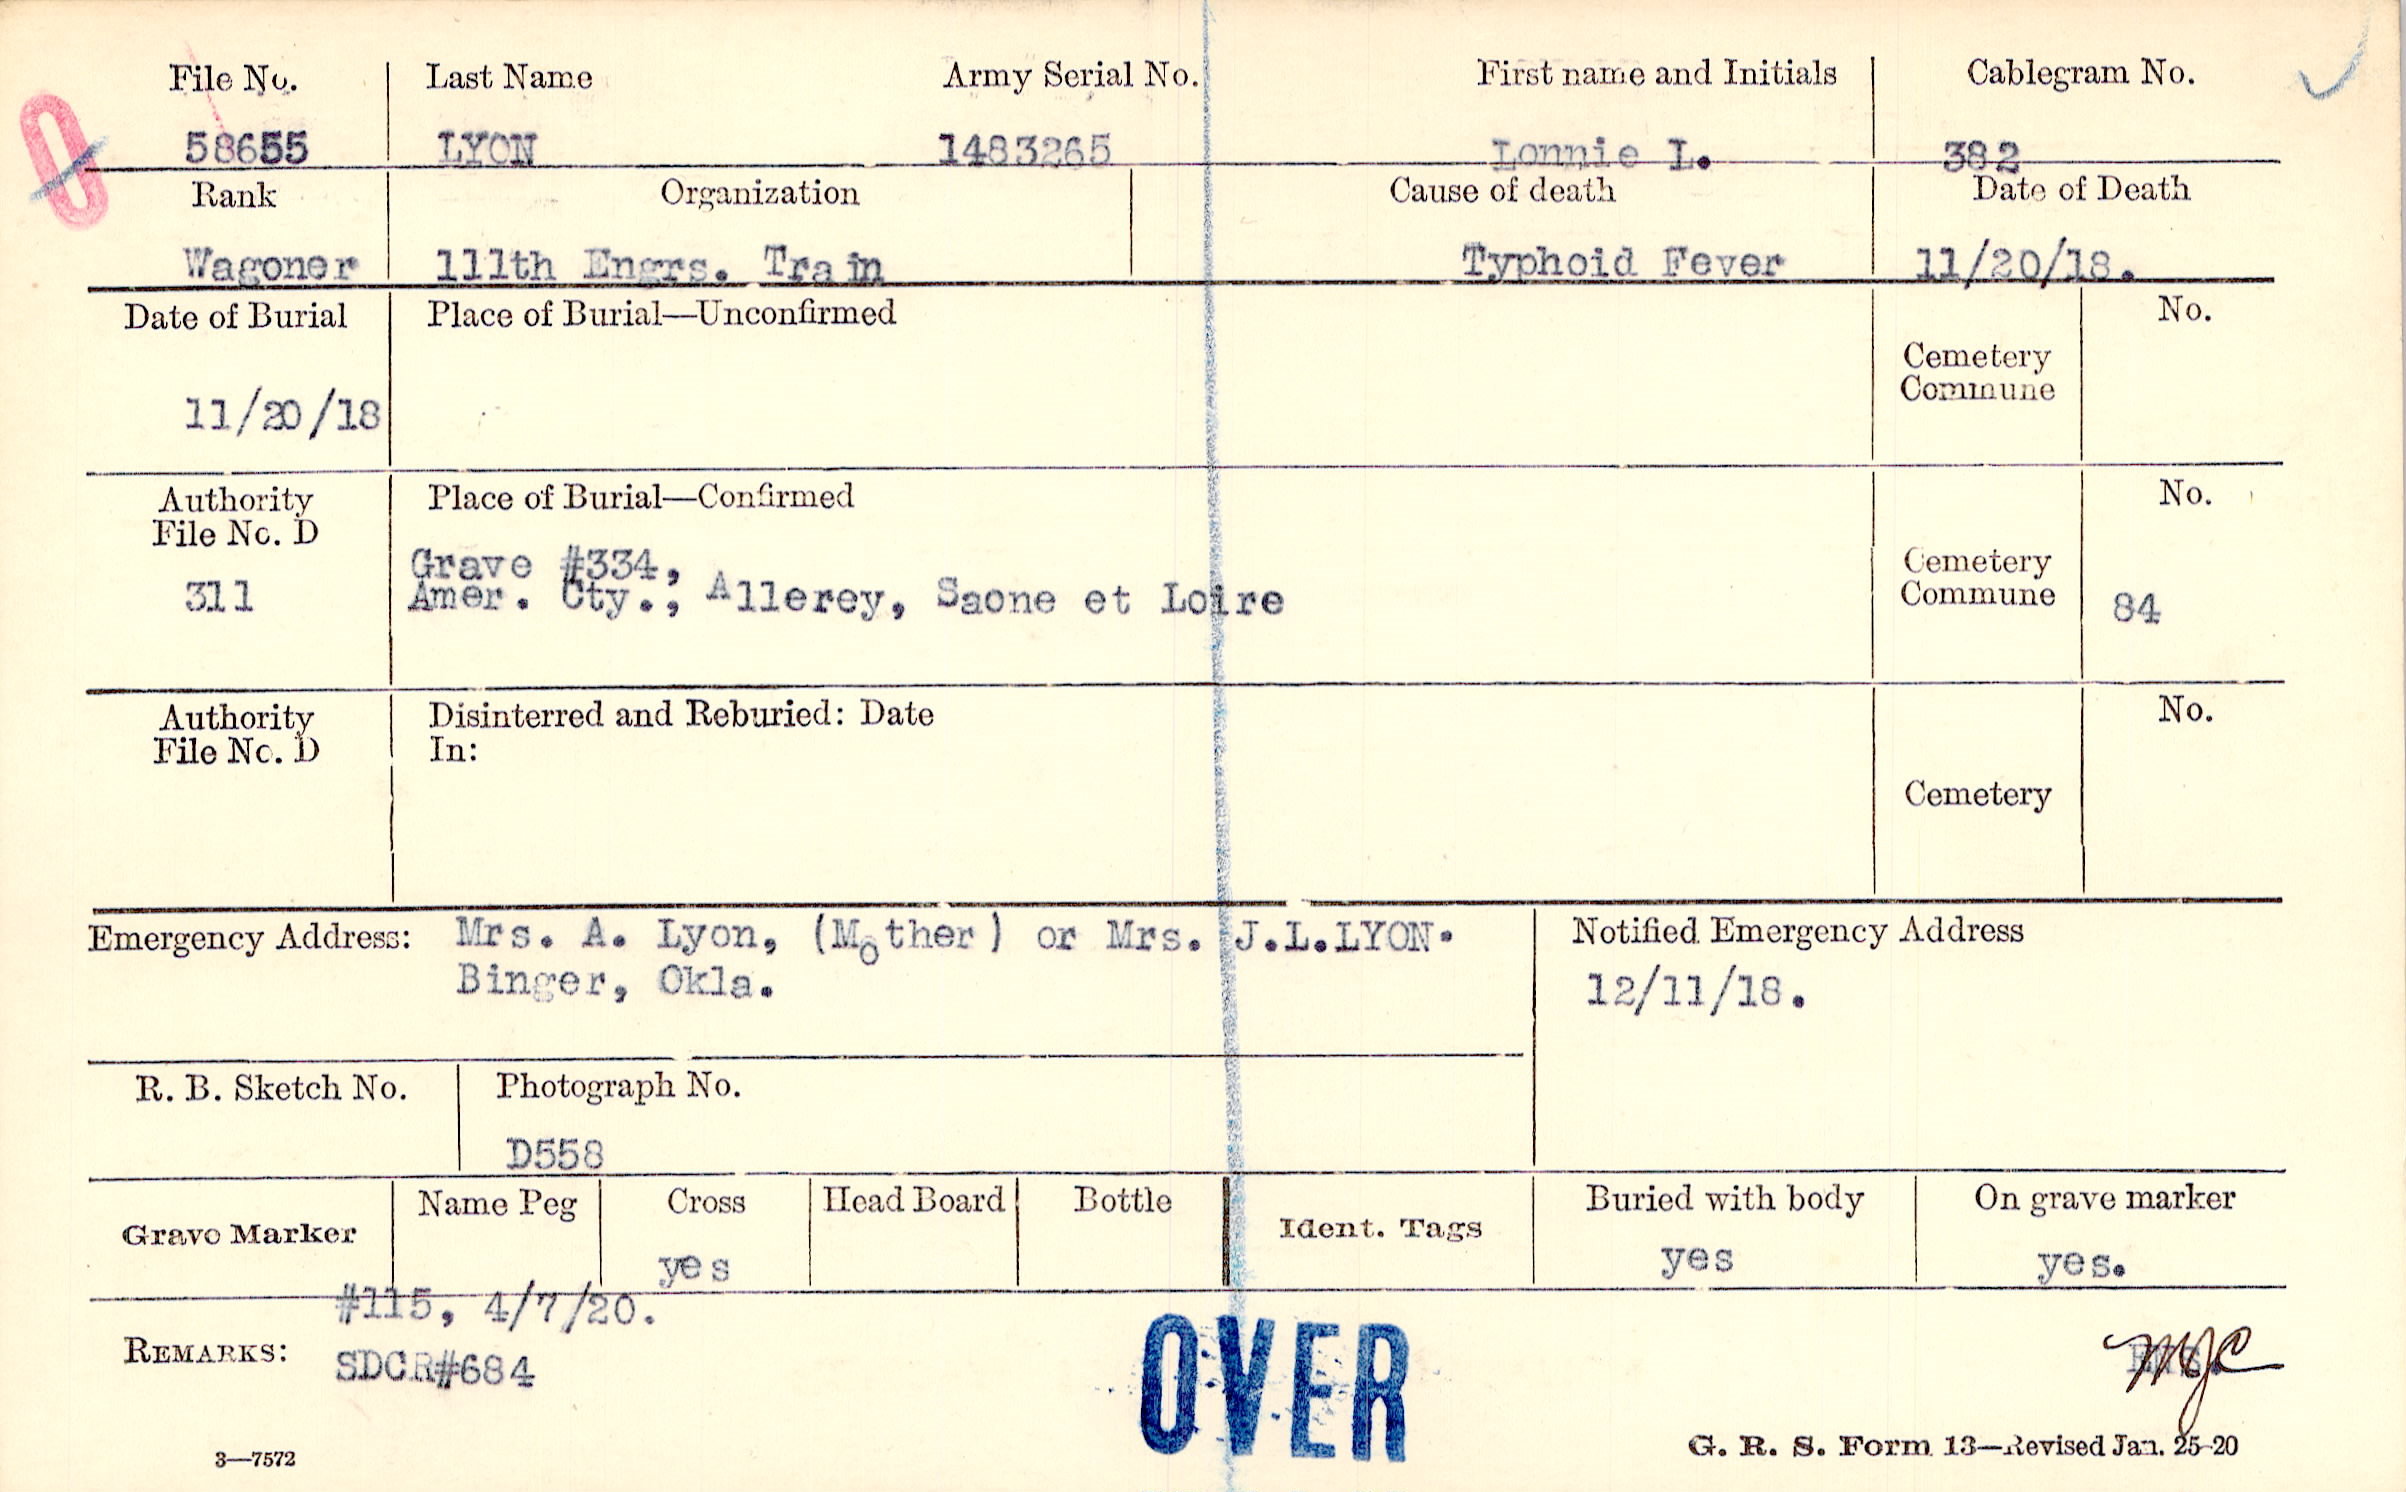 File No. Last Name Army Serial No. First name and Initials Cablegram No.
58655 LYON 1483265 Lonnie L. 382
Rank Organization Cause of death Date of Death
Wagoner 111th Engrs. Train Typhoid Fever 11/20/18.
Date of Burial Place of Burial—Unconfirmed No.
Cemetery
Commune
11/20/18
Authority Place of Burial—Confirmed No.
File No. D
Grave #334, Cemetery
311 Amer. Cty., Allerey, Saone et Loire Commune 84
Authority Disinterred and Reburied: Date No.
File No. D In:
Cemetery
Emergency Address: Mrs. A. Lyon, (Mother) or Mrs. J.L.LYON. Notified Emergency Address
Binger, Okla. 12/11/18.
R. B. Sketch No. Photograph No.
D558
Grave Marker Name Peg Cross Head Board Bottle Ident. Tags Buried with body On grave marker
yes yes yes.
#115, 4/7/20.
REMARKS: SDCR#684
OVER
MJC
3—7572 G. R. S. Form 13—Revised Jan. 25-20